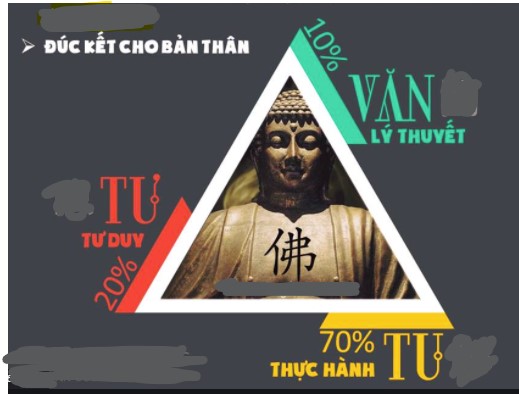 ➢ ĐÚC KẾT CHO BẢN THÂN
10%
VĂN
LÝ THUYẾT
TƯ
TƯ DUY
20%
佛
70%
THỰC HÀNH
TU